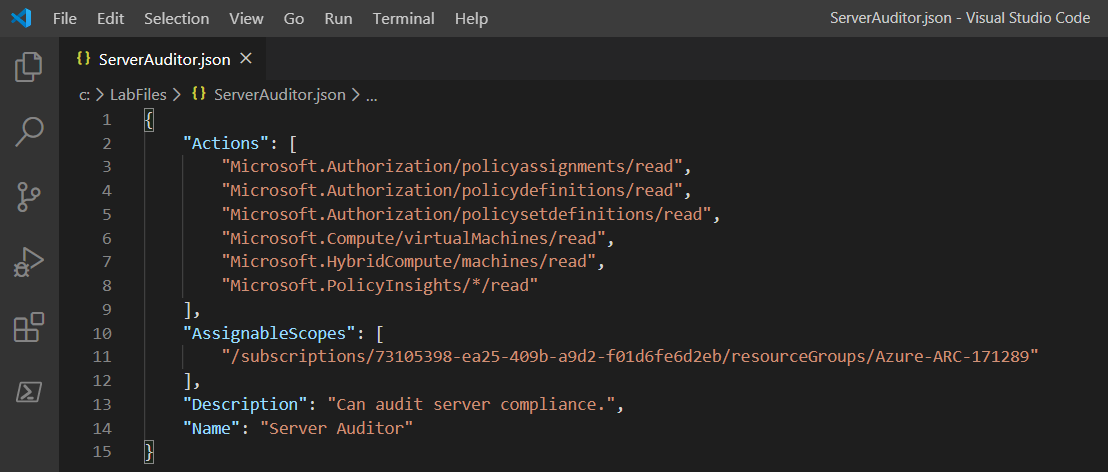 File Edit Selection View Go Run Terminal Help ServerAuditor.json - Visual Studio Code
{ } ServerAuditor.json ×
c: > LabFiles > { } ServerAuditor.json > ...
1 {
2 "Actions": [
3 "Microsoft.Authorization/policyassignments/read",
4 "Microsoft.Authorization/policydefinitions/read",
5 "Microsoft.Authorization/policysetdefinitions/read",
6 "Microsoft.Compute/virtualMachines/read",
7 "Microsoft.HybridCompute/machines/read",
8 "Microsoft.PolicyInsights/*/read"
9 ],
10 "AssignableScopes": [
11 "/subscriptions/73105398-ea25-409b-a9d2-f01d6fe6d2eb/resourceGroups/Azure-ARC-171289"
12 ],
13 "Description": "Can audit server compliance.",
14 "Name": "Server Auditor"
15 }